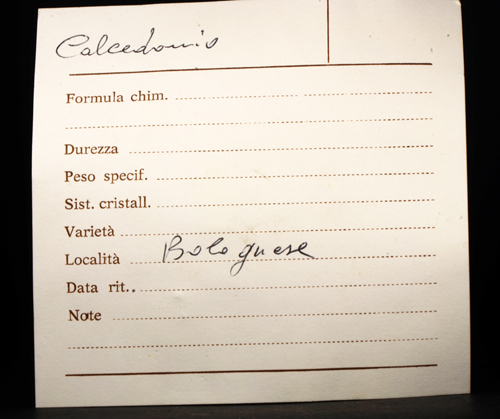 Calcedonio
Formula chim.
Durezza
Peso specif.
Sist. cristall.
Varietà
Località Bolognese
Data rit..
Note